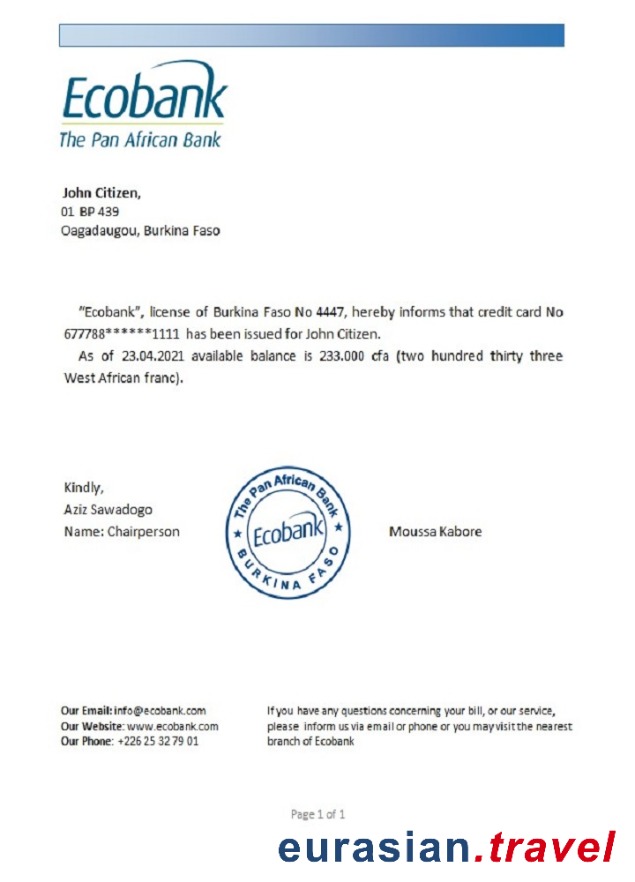 Ecobank
The Pan African Bank
John Citizen,
01 BP 439
Oagadaugou, Burkina Faso
"Ecobank", license of Burkina Faso No 4447, hereby informs that credit card No
677788******1111 has been issued for John Citizen.
As of 23.04.2021 available balance is 233.000 cfa (two hundred thirty three
West African franc).
Kindly,
Aziz Sawadogo
Name: Chairperson
The Pan African Bank
Ecobank
BURKINA FASO
Moussa Kabore
Our Email: info@ecobank.com
Our Website: www.ecobank.com
Our Phone: +226 25 32 79 01
If you have any questions concerning your bill, or our service,
please inform us via email or phone or you may visit the nearest
branch of Ecobank
Page 1 of 1
eurasian.travel